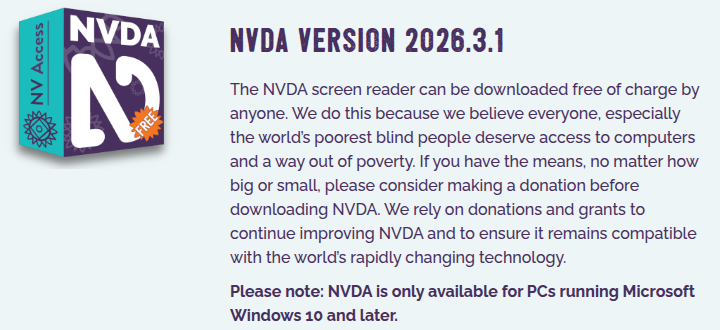 NV Access
NVDA
FREE
NVDA VERSION 2026.3.1
The NVDA screen reader can be downloaded free of charge by
anyone. We do this because we believe everyone, especially
the world's poorest blind people deserve access to computers
and a way out of poverty. If you have the means, no matter how
big or small, please consider making a donation before
downloading NVDA. We rely on donations and grants to
continue improving NVDA and to ensure it remains compatible
with the world's rapidly changing technology.
Please note: NVDA is only available for PCs running Microsoft
Windows 10 and later.